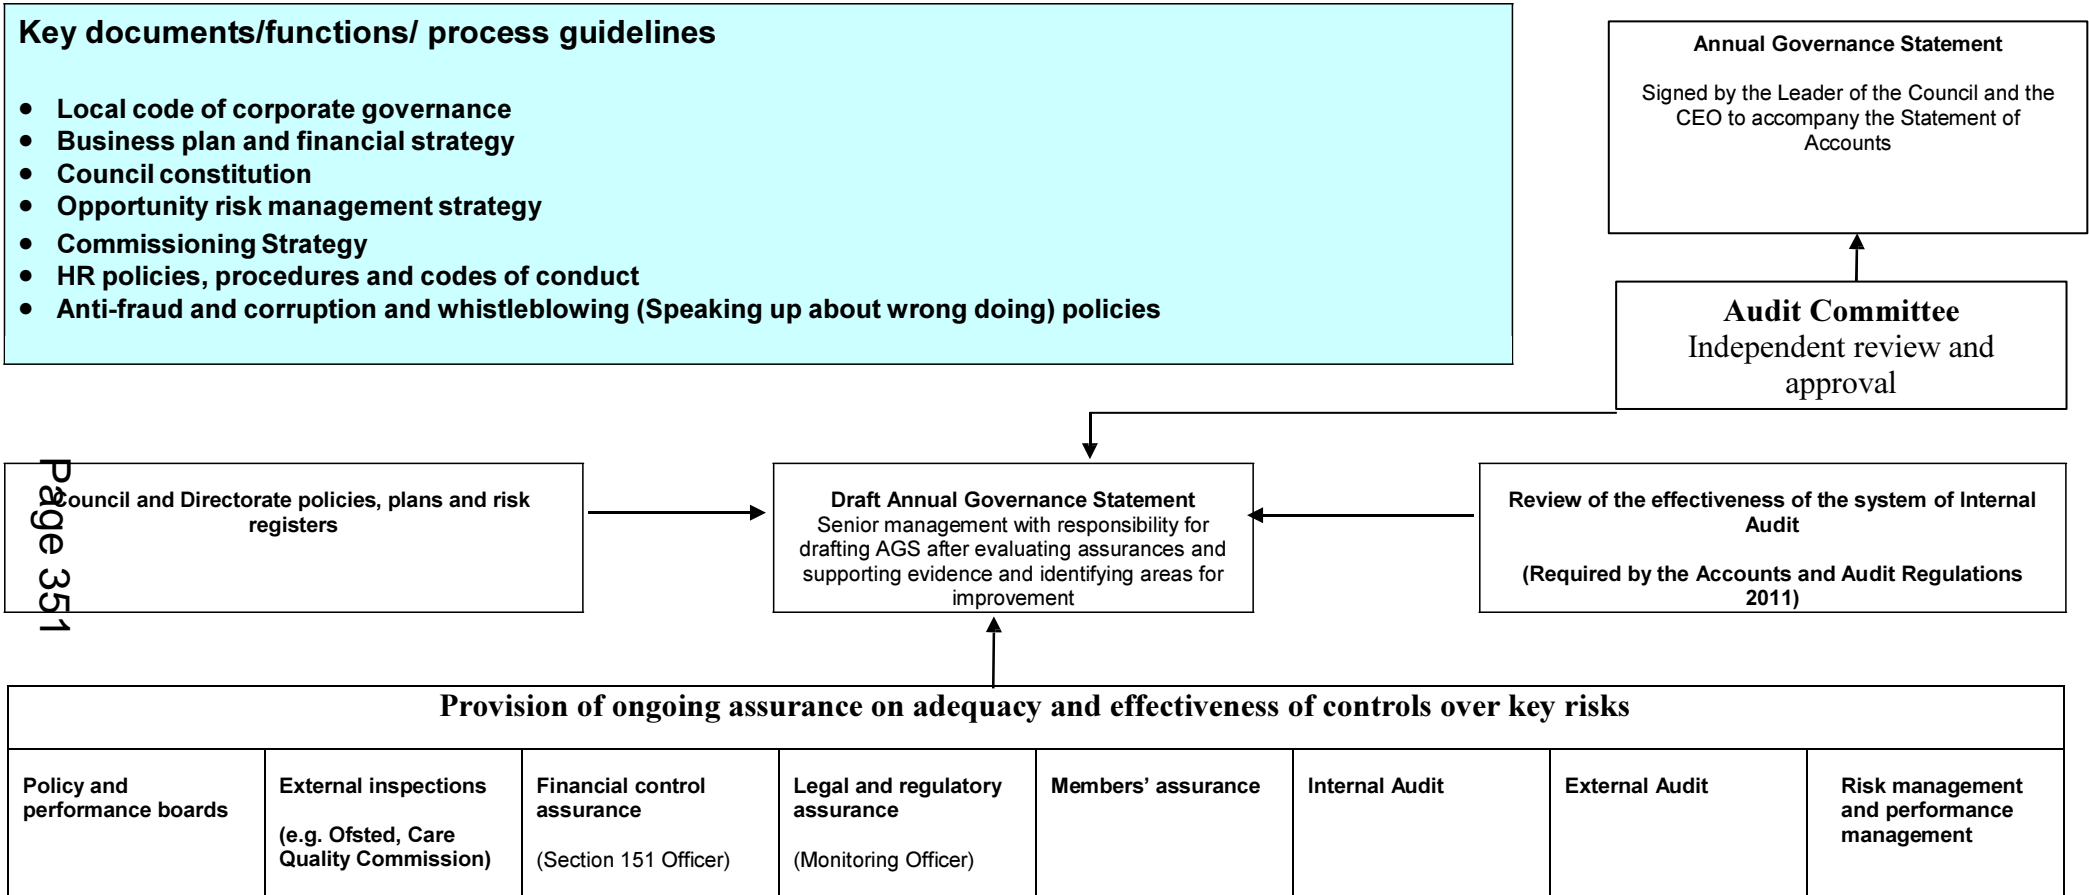 Key documents/functions/ process guidelines
• Local code of corporate governance
• Business plan and financial strategy
• Council constitution
• Opportunity risk management strategy
• Commissioning Strategy
• HR policies, procedures and codes of conduct
• Anti-fraud and corruption and whistleblowing (Speaking up about wrong doing) policies
Annual Governance Statement
Signed by the Leader of the Council and the
CEO to accompany the Statement of
Accounts
Audit Committee
Independent review and
approval
Page 351
Council and Directorate policies, plans and risk
registers
Draft Annual Governance Statement
Senior management with responsibility for
drafting AGS after evaluating assurances and
supporting evidence and identifying areas for
improvement
Review of the effectiveness of the system of Internal
Audit
(Required by the Accounts and Audit Regulations
2011)
Provision of ongoing assurance on adequacy and effectiveness of controls over key risks
Policy and
performance boards
External inspections
(e.g. Ofsted, Care
Quality Commission)
Financial control
assurance
(Section 151 Officer)
Legal and regulatory
assurance
(Monitoring Officer)
Members’ assurance
Internal Audit
External Audit
Risk management
and performance
management